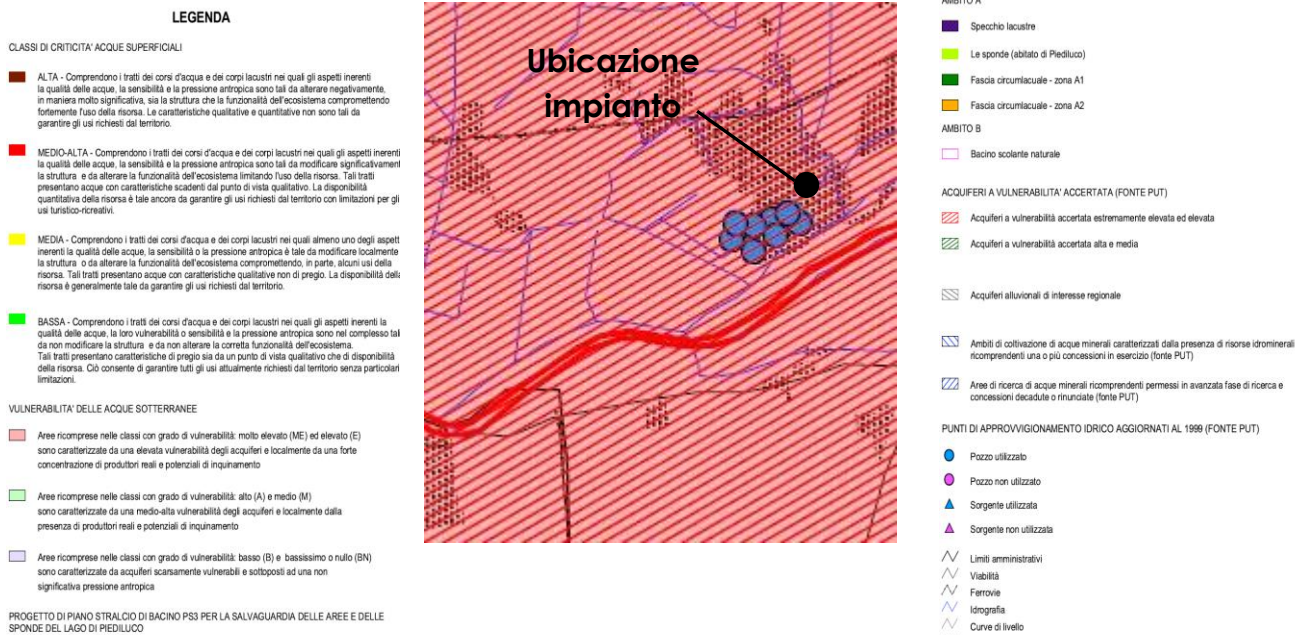 LEGENDA
CLASSI DI CRITICITA' ACQUE SUPERFICIALI
ALTA - Comprendono i tratti dei corsi d'acqua e dei corpi lacustri nei quali gli aspetti inerenti
la qualità delle acque, la sensibilità e la pressione antropica sono tali da alterare negativamente,
in maniera molto significativa, sia la struttura che la funzionalità dell'ecosistema compromettendo
fortemente l'uso della risorsa. Le caratteristiche qualitative e quantitative non sono tali da
garantire gli usi richiesti dal territorio.
MEDIO-ALTA - Comprendono i tratti dei corsi d'acqua e dei corpi lacustri nei quali gli aspetti inerenti
la qualità delle acque, la sensibilità e la pressione antropica sono tali da modificare significativament
la struttura e da alterare la funzionalità dell'ecosistema limitando l'uso della risorsa. Tali tratti
presentano acque con caratteristiche scadenti dal punto di vista qualitativo. La disponibilità
quantitativa della risorsa è tale ancora da garantire gli usi richiesti dal territorio con limitazioni per gli
usi turistico-ricreativi.
MEDIA - Comprendono i tratti dei corsi d'acqua e dei corpi lacustri nei quali almeno uno degli aspett
inerenti la qualità delle acque, la sensibilità o la pressione antropica è tale da modificare localmente
la struttura o da alterare la funzionalità dell'ecosistema compromettendo, in parte, alcuni usi della
risorsa. Tali tratti presentano acque con caratteristiche qualitative non di pregio. La disponibilità della
risorsa è generalmente tale da garantire gli usi richiesti dal territorio.
BASSA - Comprendono i tratti dei corsi d'acqua e dei corpi lacustri nei quali gli aspetti inerenti la
qualità delle acque, la loro vulnerabilità o sensibilità e la pressione antropica sono nel complesso tali
da non modificare la struttura e da non alterare la corretta funzionalità dell'ecosistema.
Tali tratti presentano caratteristiche di pregio sia da un punto di vista qualitativo che di disponibilità
della risorsa. Ciò consente di garantire tutti gli usi attualmente richiesti dal territorio senza particolari
limitazioni.
VULNERABILITA' DELLE ACQUE SOTTERRANEE
Aree ricomprese nelle classi con grado di vulnerabilità: molto elevato (ME) ed elevato (E)
sono caratterizzate da una elevata vulnerabilità degli acquiferi e localmente da una forte
concentrazione di produttori reali e potenziali di inquinamento
Aree ricomprese nelle classi con grado di vulnerabilità: alto (A) e medio (M)
sono caratterizzate da una medio-alta vulnerabilità degli acquiferi e localmente dalla
presenza di produttori reali e potenziali di inquinamento
Aree ricomprese nelle classi con grado di vulnerabilità: basso (B) e bassissimo o nullo (BN)
sono caratterizzate da acquiferi scarsamente vulnerabili e sottoposti ad una non
significativa pressione antropica
PROGETTO DI PIANO STRALCIO DI BACINO PS3 PER LA SALVAGUARDIA DELLE AREE E DELLE
SPONDE DEL LAGO DI PIEDILUCO
Ubicazione
impianto
AMBITO A
Specchio lacustre
Le sponde (abitato di Piediluco)
Fascia circumlacuale - zona A1
Fascia circumlacuale - zona A2
AMBITO B
Bacino scolante naturale
ACQUIFERI A VULNERABILITA' ACCERTATA (FONTE PUT)
Acquiferi a vulnerabilità accertata estremamente elevata ed elevata
Acquiferi a vulnerabilità accertata alta e media
Acquiferi alluvionali di interesse regionale
Ambiti di coltivazione di acque minerali caratterizzati dalla presenza di risorse idrominerali
ricomprendenti una o più concessioni in esercizio (fonte PUT)
Aree di ricerca di acque minerali ricomprendenti permessi in avanzata fase di ricerca e
concessioni decadute o rinunciate (fonte PUT)
PUNTI DI APPROVVIGIONAMENTO IDRICO AGGIORNATI AL 1999 (FONTE PUT)
Pozzo utilizzato
Pozzo non utilizzato
Sorgente utilizzata
Sorgente non utilizzata
Limiti amministrativi
Viabilità
Ferrovie
Idrografia
Curve di livello